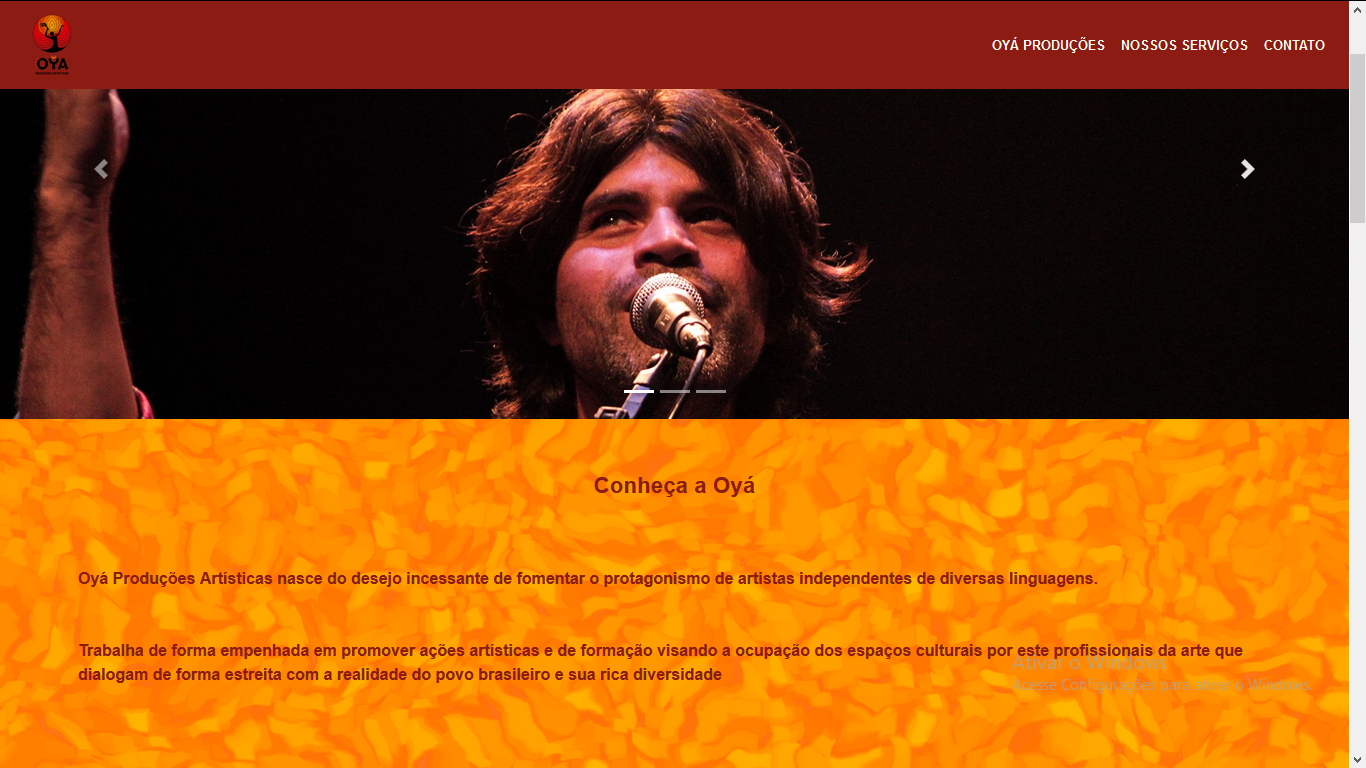 OYA
OYÁ PRODUÇÕES NOSSOS SERVIÇOS CONTATO
Conheça a Oyá
Oyá Produções Artísticas nasce do desejo incessante de fomentar o protagonismo de artistas independentes de diversas linguagens.
Trabalha de forma empenhada em promover ações artisticas e de formação visando a ocupação dos espaços culturais por este profissionais da arte que
dialogam de forma estreita com a realidade do povo brasileiro e sua rica diversidade
Ativar o Windows
Acesse Configurações para ativar o Windows.